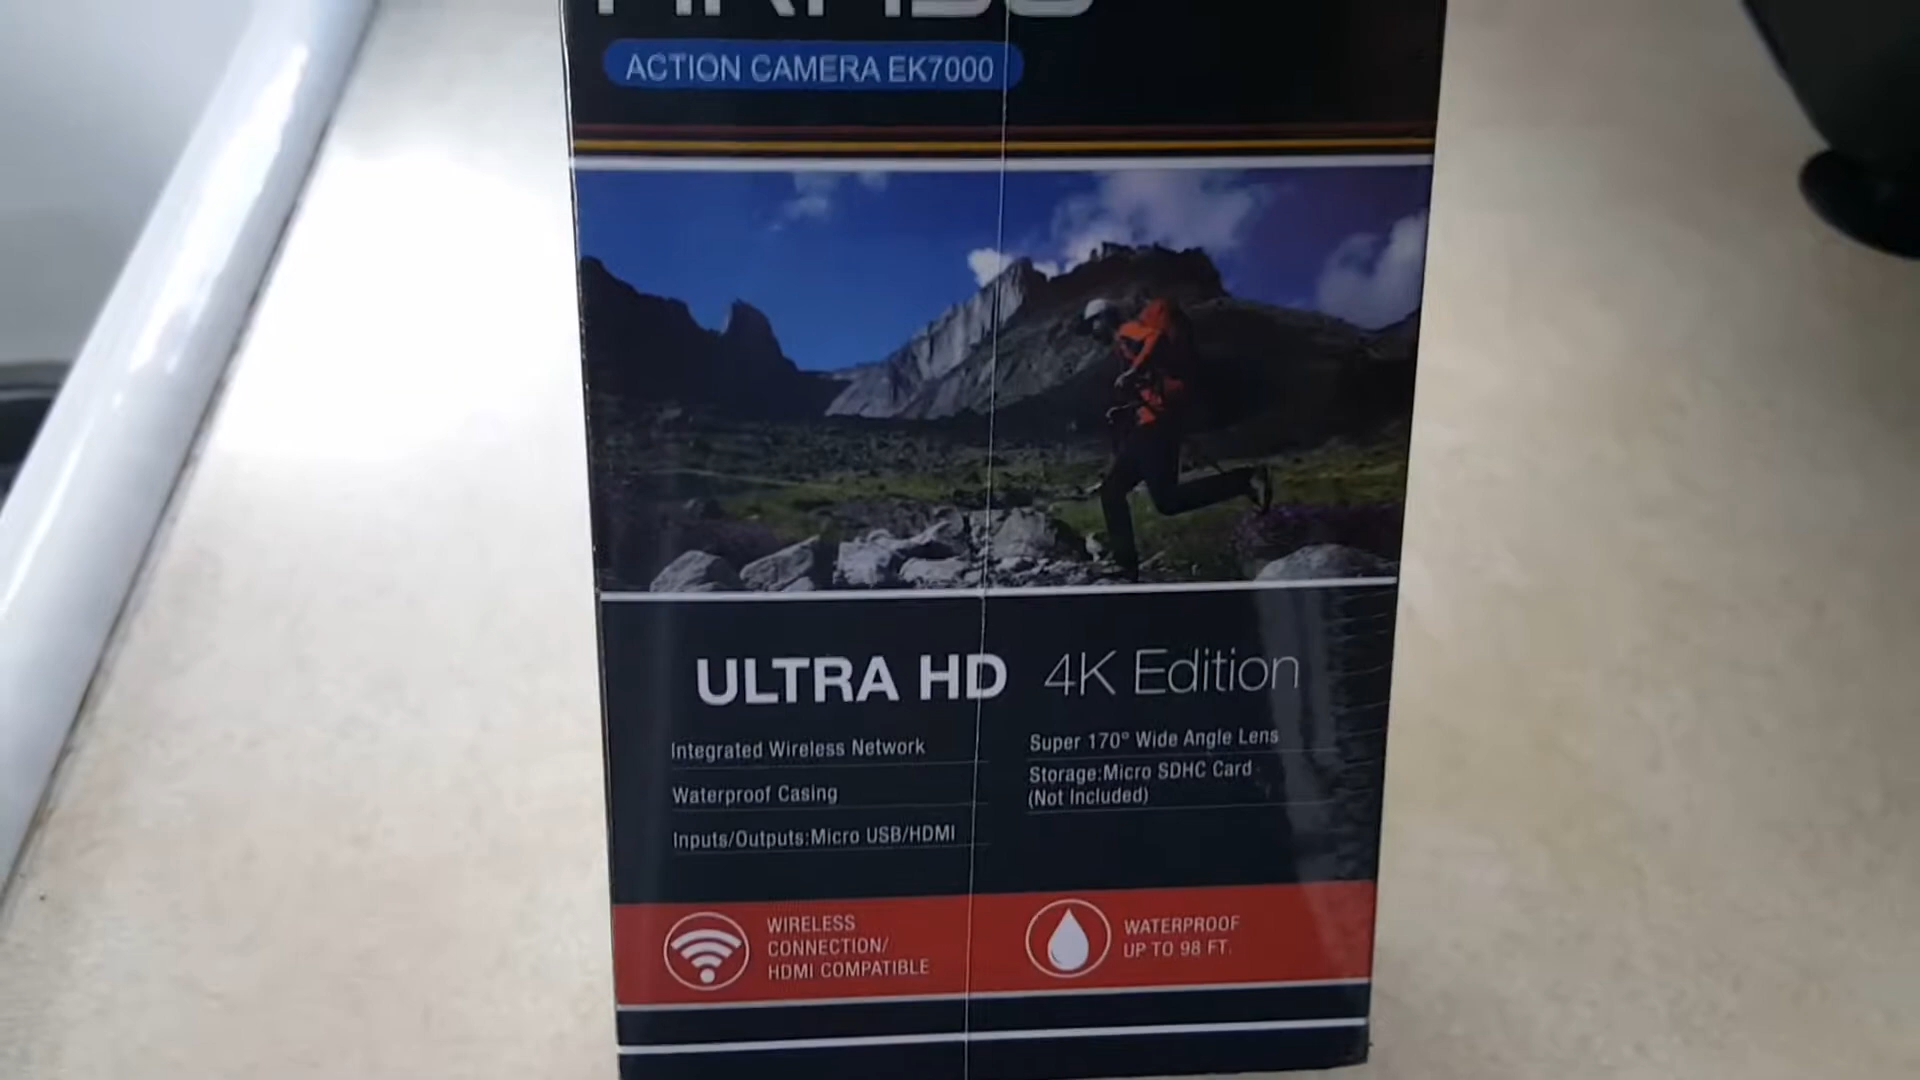 ACTION CAMERA EK7000
ULTRA HD 4K Edition
Integrated Wireless Network
Waterproof Casing
Inputs/Outputs:Micro USB/HDMI
Super 170° Wide Angle Lens
Storage:Micro SDHC Card
(Not Included)
WIRELESS
CONNECTION/
HDMI COMPATIBLE
WATERPROOF
UP TO 98 FT.